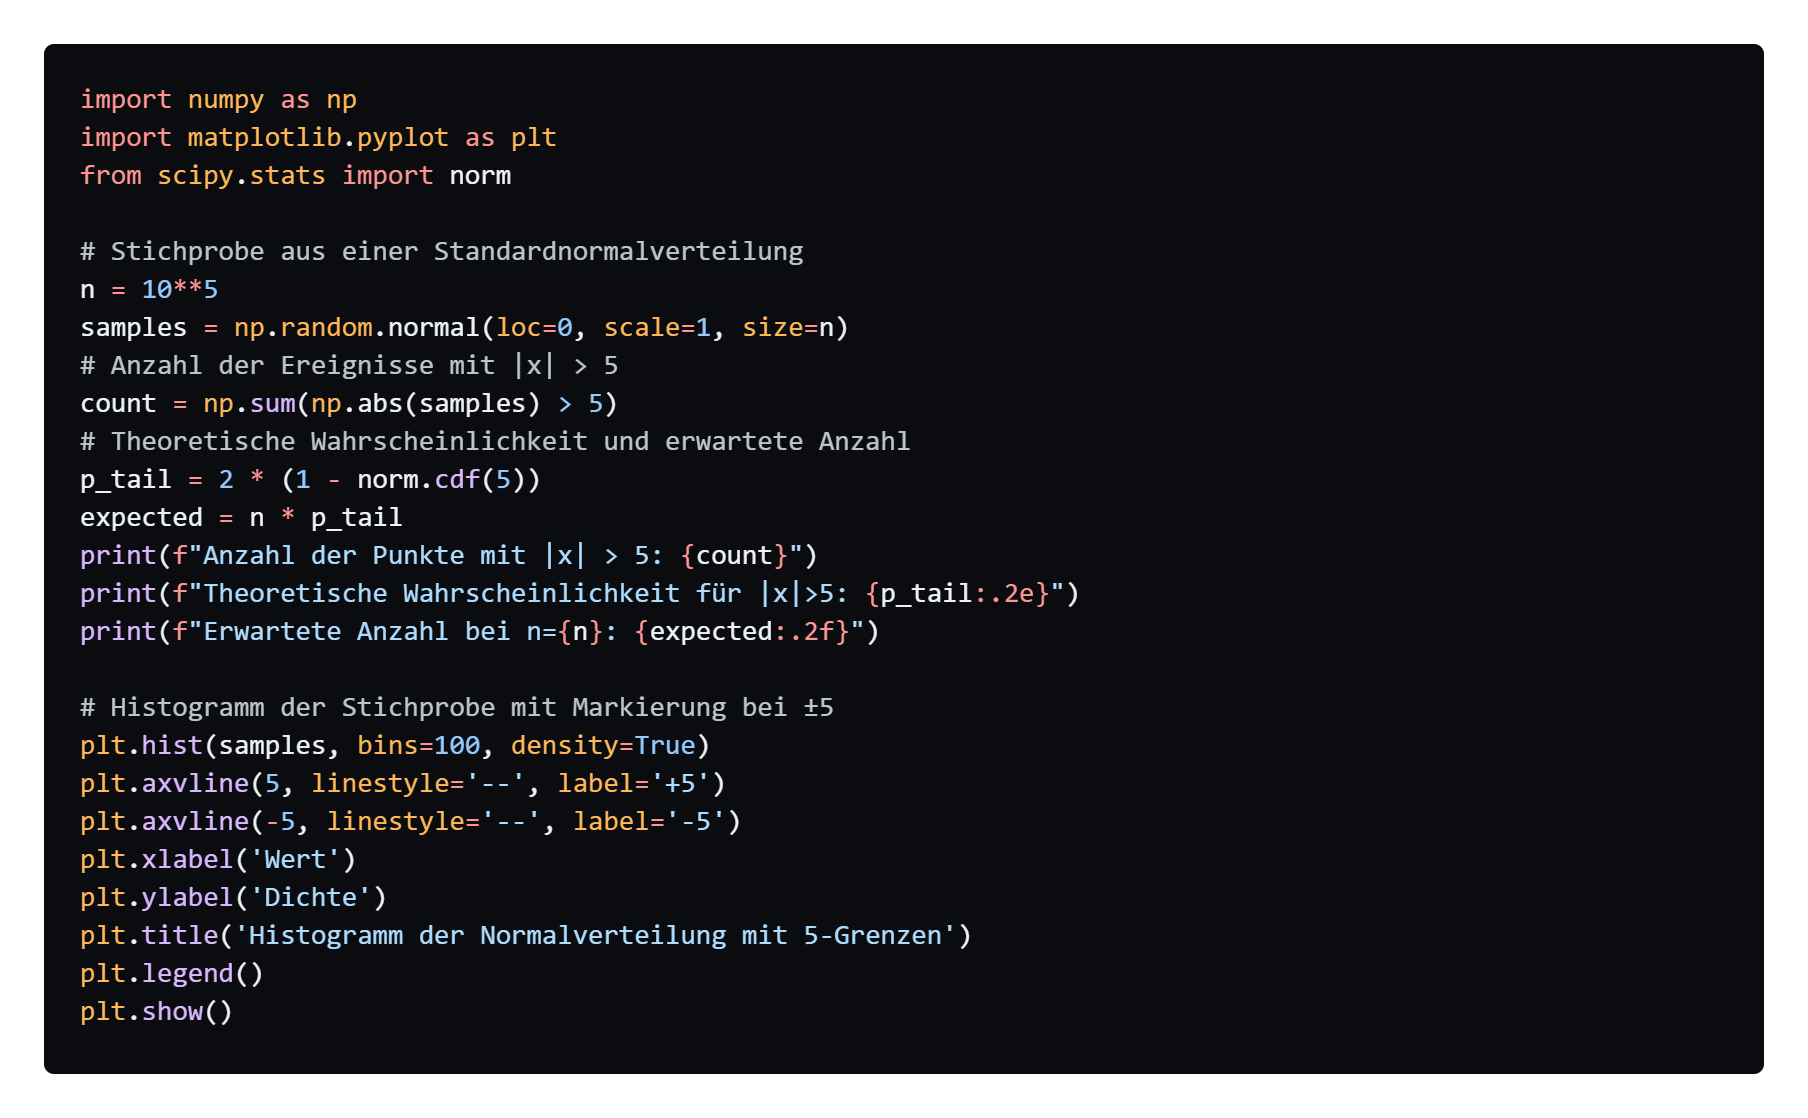 import numpy as np
import matplotlib.pyplot as plt
from scipy.stats import norm

# Stichprobe aus einer Standardnormalverteilung
n = 10**5
samples = np.random.normal(loc=0, scale=1, size=n)
# Anzahl der Ereignisse mit |x| > 5
count = np.sum(np.abs(samples) > 5)
# Theoretische Wahrscheinlichkeit und erwartete Anzahl
p_tail = 2 * (1 - norm.cdf(5))
expected = n * p_tail
print(f"Anzahl der Punkte mit |x| > 5: {count}")
print(f"Theoretische Wahrscheinlichkeit für |x|>5: {p_tail:.2e}")
print(f"Erwartete Anzahl bei n={n}: {expected:.2f}")

# Histogramm der Stichprobe mit Markierung bei ±5
plt.hist(samples, bins=100, density=True)
plt.axvline(5, linestyle='--', label='+5')
plt.axvline(-5, linestyle='--', label='-5')
plt.xlabel('Wert')
plt.ylabel('Dichte')
plt.title('Histogramm der Normalverteilung mit 5-Grenzen')
plt.legend()
plt.show()